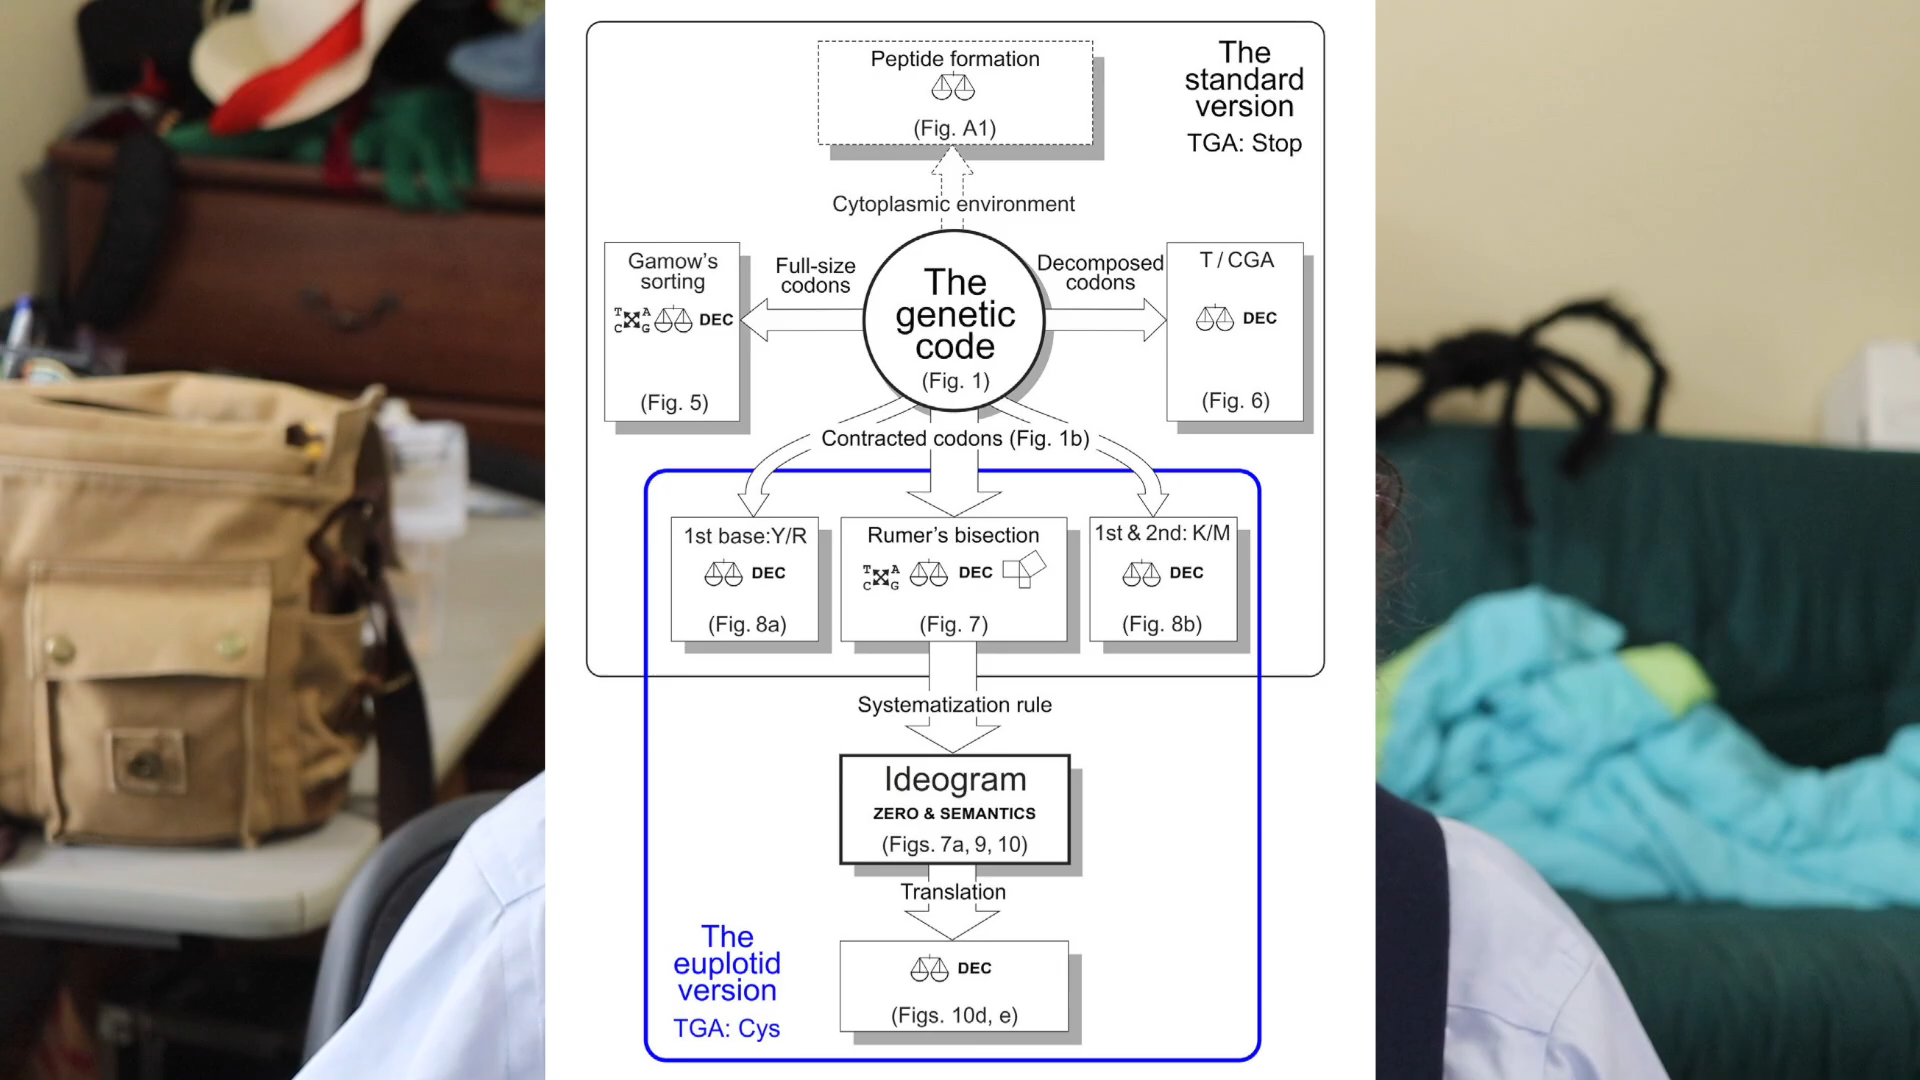 The
standard
version
TGA: Stop
Peptide formation
(Fig. A1)
Cytoplasmic environment
Gamow's
sorting
T A
C G
DEC
(Fig. 5)
Full-size
codons
The
genetic
code
(Fig. 1)
Decomposed
codons
T / CGA
DEC
(Fig. 6)
Contracted codons (Fig. 1b)
1st base:Y/R
DEC
(Fig. 8a)
Rumer's bisection
T A
C G
DEC
(Fig. 7)
1st & 2nd: K/M
DEC
(Fig. 8b)
Systematization rule
Ideogram
ZERO & SEMANTICS
(Figs. 7a, 9, 10)
Translation
The
euplotid
version
TGA: Cys
DEC
(Figs. 10d, e)